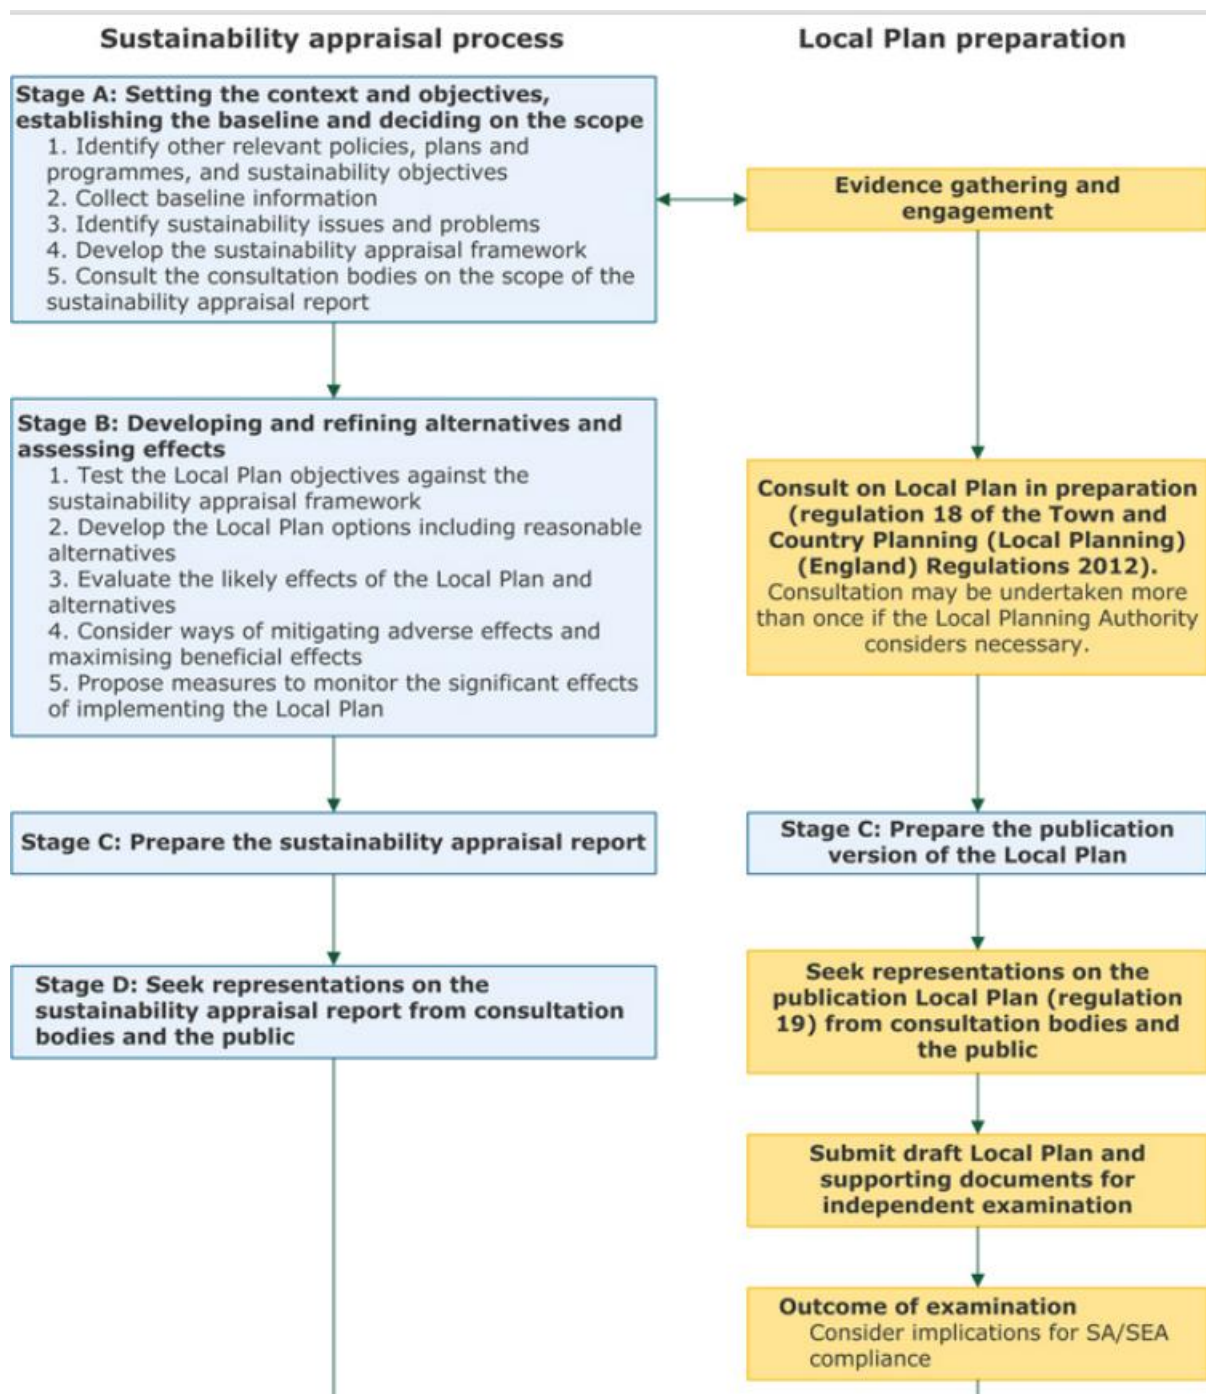 Sustainability appraisal process
Local Plan preparation
Stage A: Setting the context and objectives,
establishing the baseline and deciding on the scope
1. Identify other relevant policies, plans and
programmes, and sustainability objectives
2. Collect baseline information
3. Identify sustainability issues and problems
4. Develop the sustainability appraisal framework
5. Consult the consultation bodies on the scope of the
sustainability appraisal report
Evidence gathering and
engagement
Stage B: Developing and refining alternatives and
assessing effects
1. Test the Local Plan objectives against the
sustainability appraisal framework
2. Develop the Local Plan options including reasonable
alternatives
3. Evaluate the likely effects of the Local Plan and
alternatives
4. Consider ways of mitigating adverse effects and
maximising beneficial effects
5. Propose measures to monitor the significant effects
of implementing the Local Plan
Consult on Local Plan in preparation
(regulation 18 of the Town and
Country Planning (Local Planning)
(England) Regulations 2012).
Consultation may be undertaken more
than once if the Local Planning Authority
considers necessary.
Stage C: Prepare the sustainability appraisal report
Stage C: Prepare the publication
version of the Local Plan
Stage D: Seek representations on the
sustainability appraisal report from consultation
bodies and the public
Seek representations on the
publication Local Plan (regulation
19) from consultation bodies and
the public
Submit draft Local Plan and
supporting documents for
independent examination
Outcome of examination
Consider implications for SA/SEA
compliance